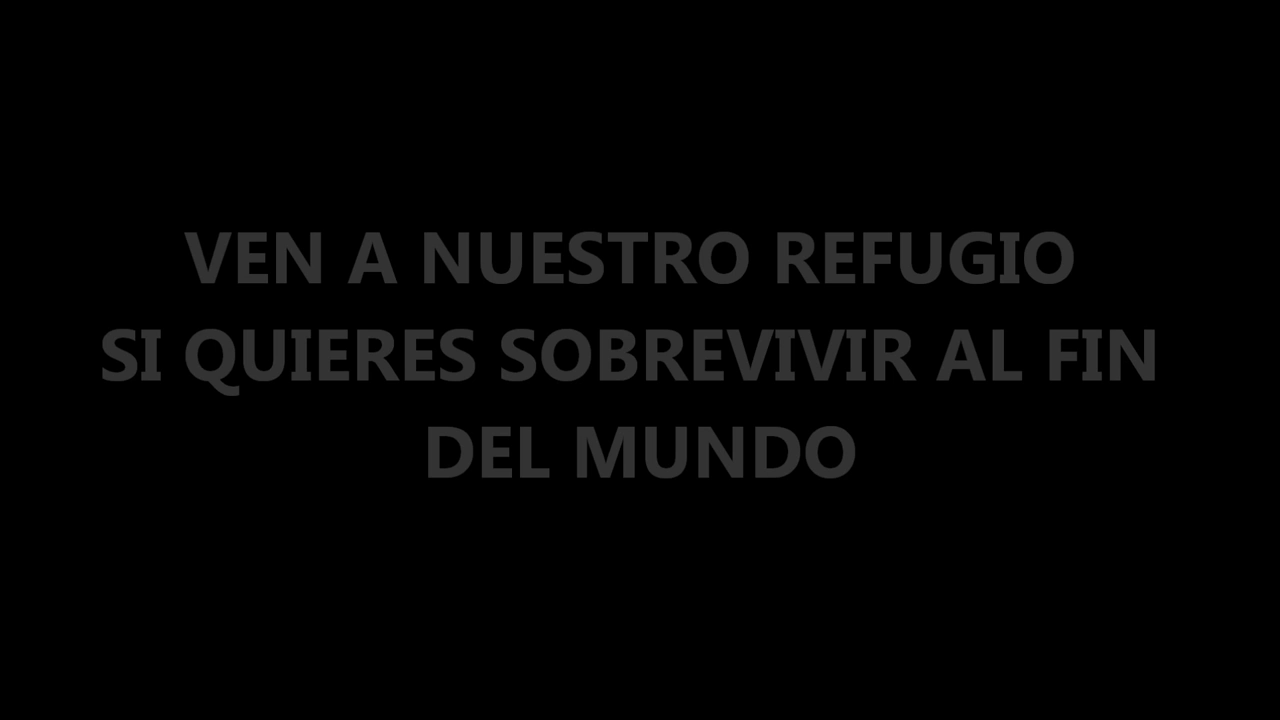 VEN A NUESTRO REFUGIO
SI QUIERES SOBREVIVIR AL FIN
DEL MUNDO